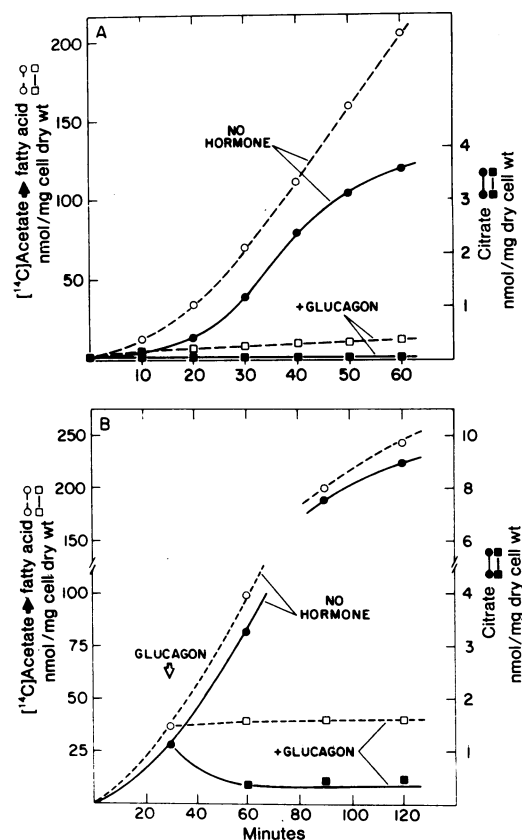 A
200
150
100
50
[¹⁴C]Acetate → fatty acid
nmol/mg cell dry wt
NO
HORMONE
+GLUCAGON
4
3
2
1
Citrate
nmol/mg dry cell wt
10 20 30 40 50 60
B
250
200
100
75
50
25
[¹⁴C]Acetate → fatty acid
nmol/mg cell dry wt
GLUCAGON
NO
HORMONE
+GLUCAGON
10
8
6
4
3
2
1
Citrate
nmol/mg dry cell wt
20 40 60 80 100 120
Minutes